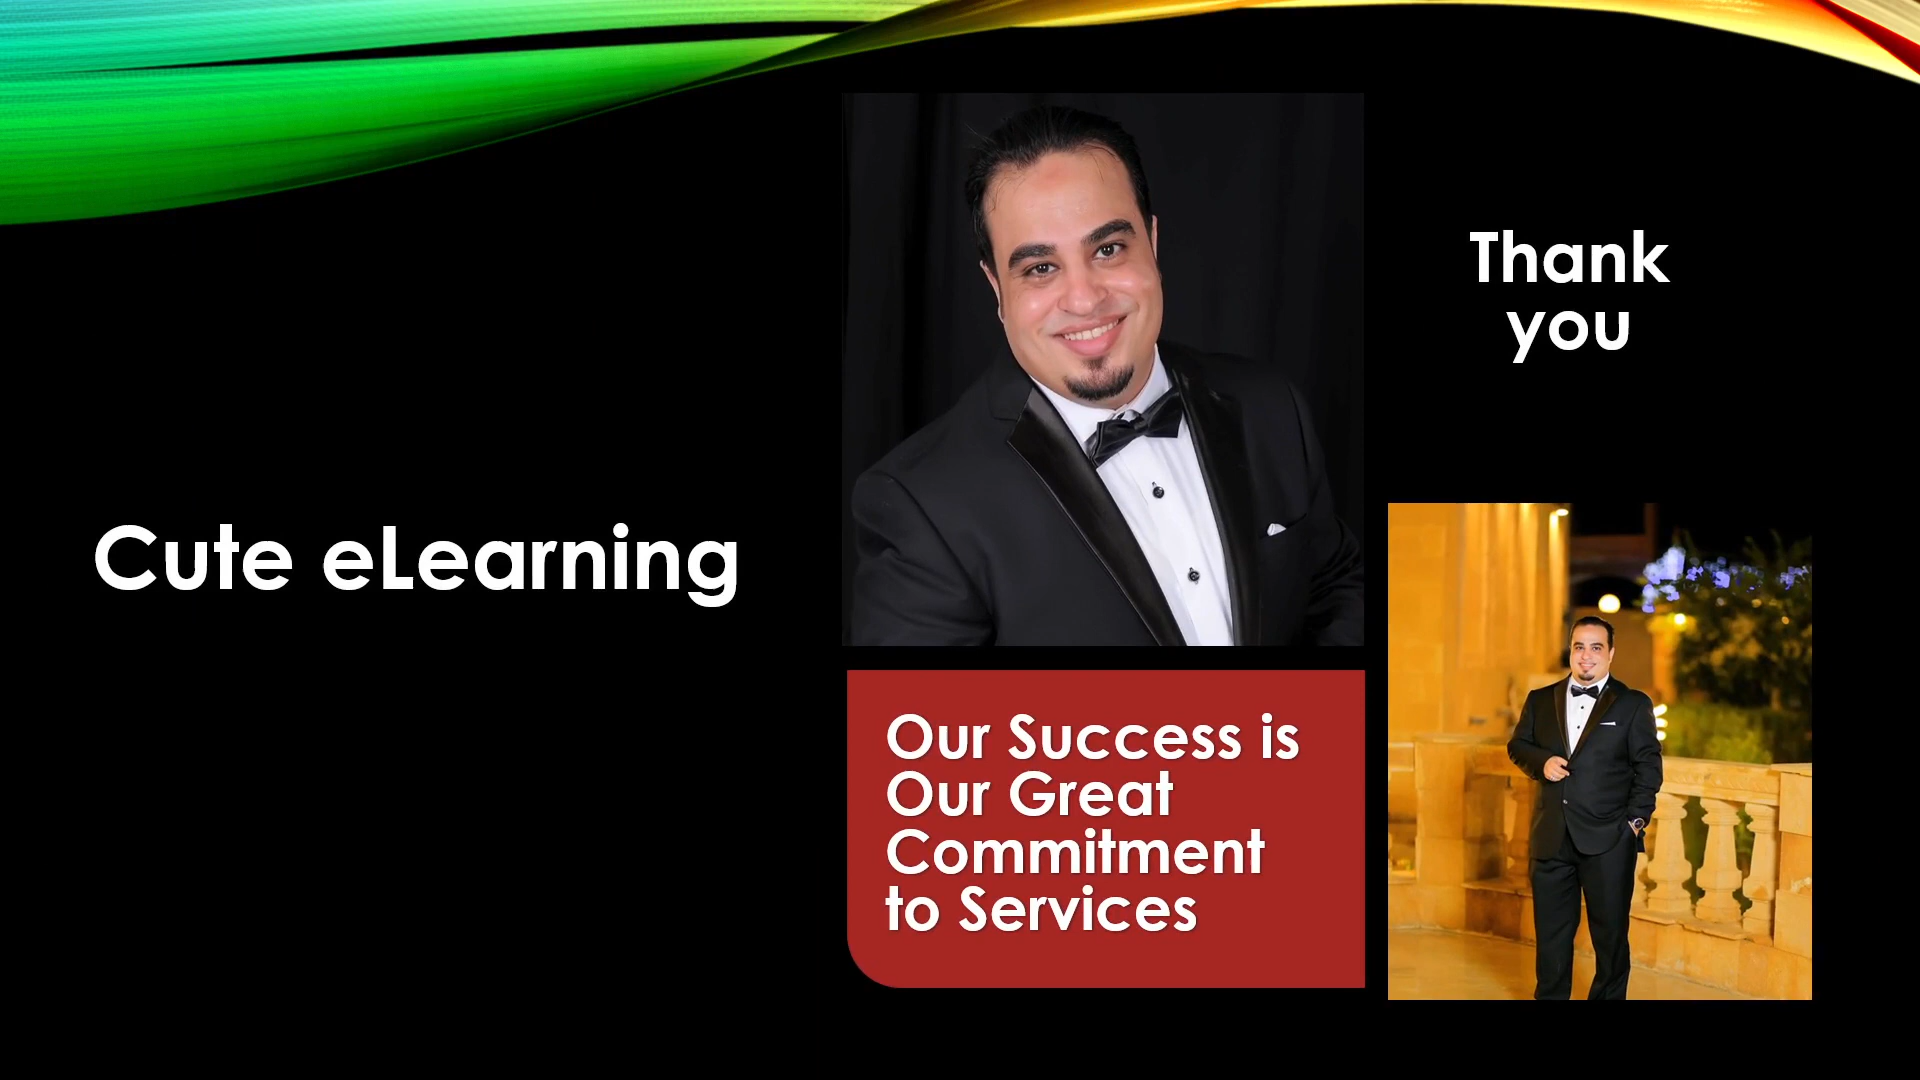 Cute eLearning
Thank
you
Our Success is
Our Great
Commitment
to Services